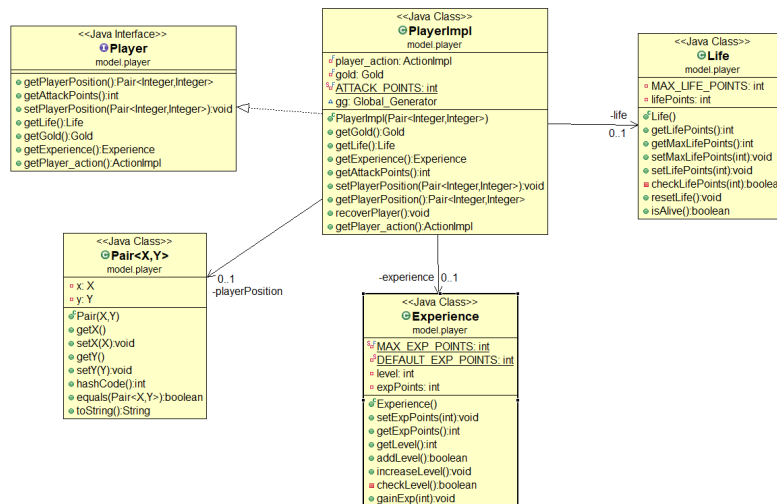 <<Java Interface>>
Player
model.player
getPlayerPosition():Pair<Integer,Integer>
getAttackPoints():int
setPlayerPosition(Pair<Integer,Integer>):void
getLife():Life
getGold():Gold
getExperience():Experience
getPlayer_action():ActionImpl
<<Java Class>>
PlayerImpl
model.player
player_action: ActionImpl
gold: Gold
ATTACK_POINTS: int
gg: Global_Generator
PlayerImpl(Pair<Integer,Integer>)
getGold():Gold
getLife():Life
getExperience():Experience
getAttackPoints():int
setPlayerPosition(Pair<Integer,Integer>):void
getPlayerPosition():Pair<Integer,Integer>
recoverPlayer():void
getPlayer_action():ActionImpl
-life
0..1
<<Java Class>>
Life
model.player
MAX_LIFE_POINTS: int
lifePoints: int
Life()
getLifePoints():int
getMaxLifePoints():int
setMaxLifePoints(int):void
setLifePoints(int):void
checkLifePoints(int):boolea
resetLife():void
isAlive():boolean
<<Java Class>>
Pair<X,Y>
model.player
x: X
y: Y
Pair(X,Y)
getX()
setX(X):void
getY()
setY(Y):void
hashCode():int
equals(Pair<X,Y>):boolean
toString():String
0..1
-playerPosition
-experience 0..1
<<Java Class>>
Experience
model.player
MAX_EXP_POINTS: int
DEFAULT_EXP_POINTS: int
level: int
expPoints: int
Experience()
setExpPoints(int):void
getExpPoints():int
getLevel():int
addLevel():boolean
increaseLevel():void
checkLevel():boolean
gainExp(int):void